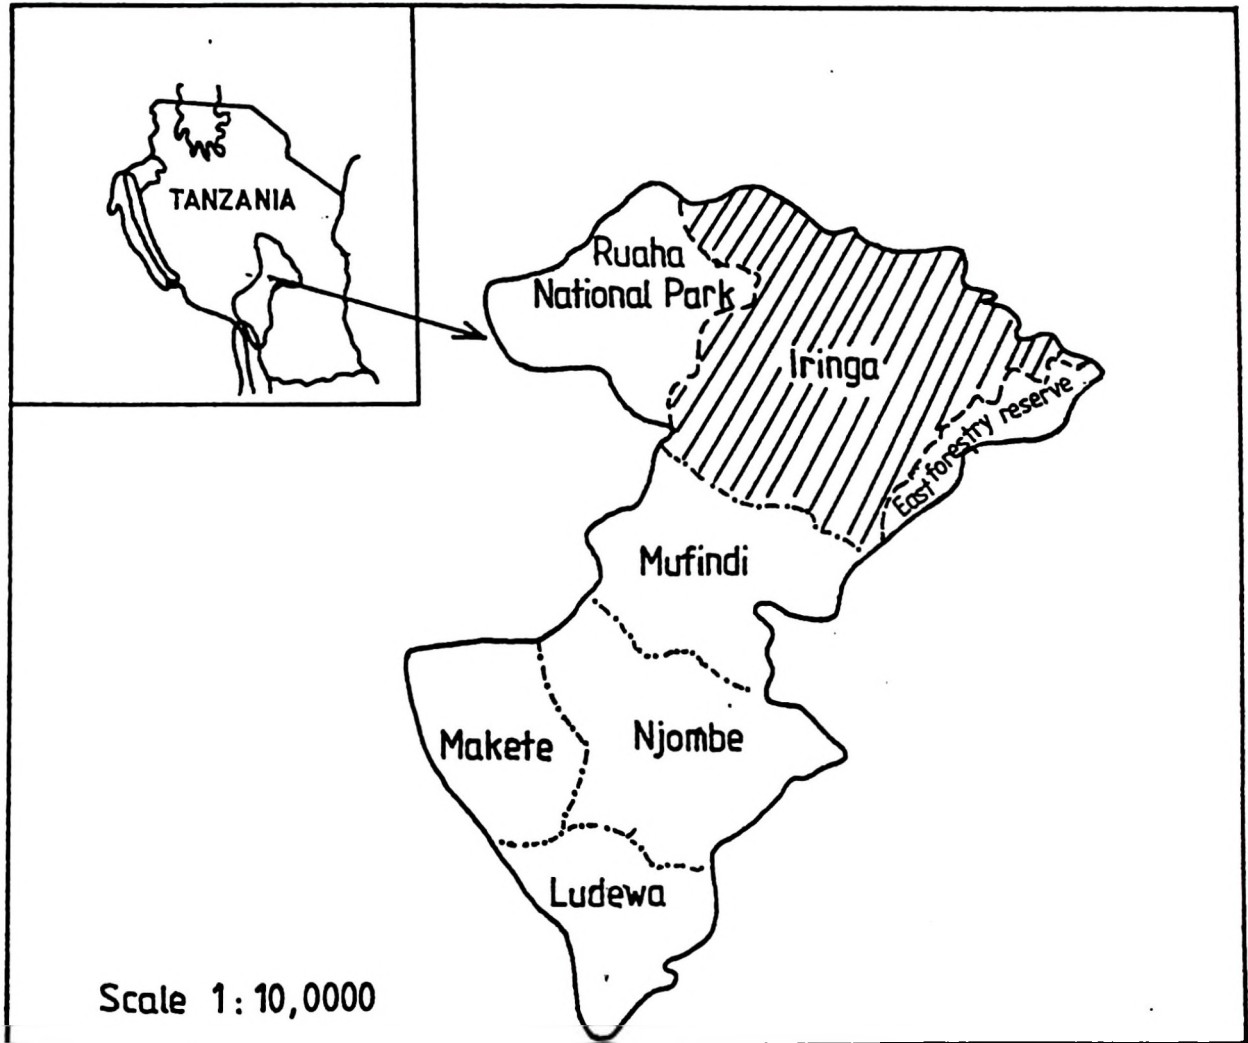 TANZANIA
Ruaha
National Park
Iringa
East forestry reserve
Mufindi
Makete
Njombe
Ludewa
Scale 1:10,0000